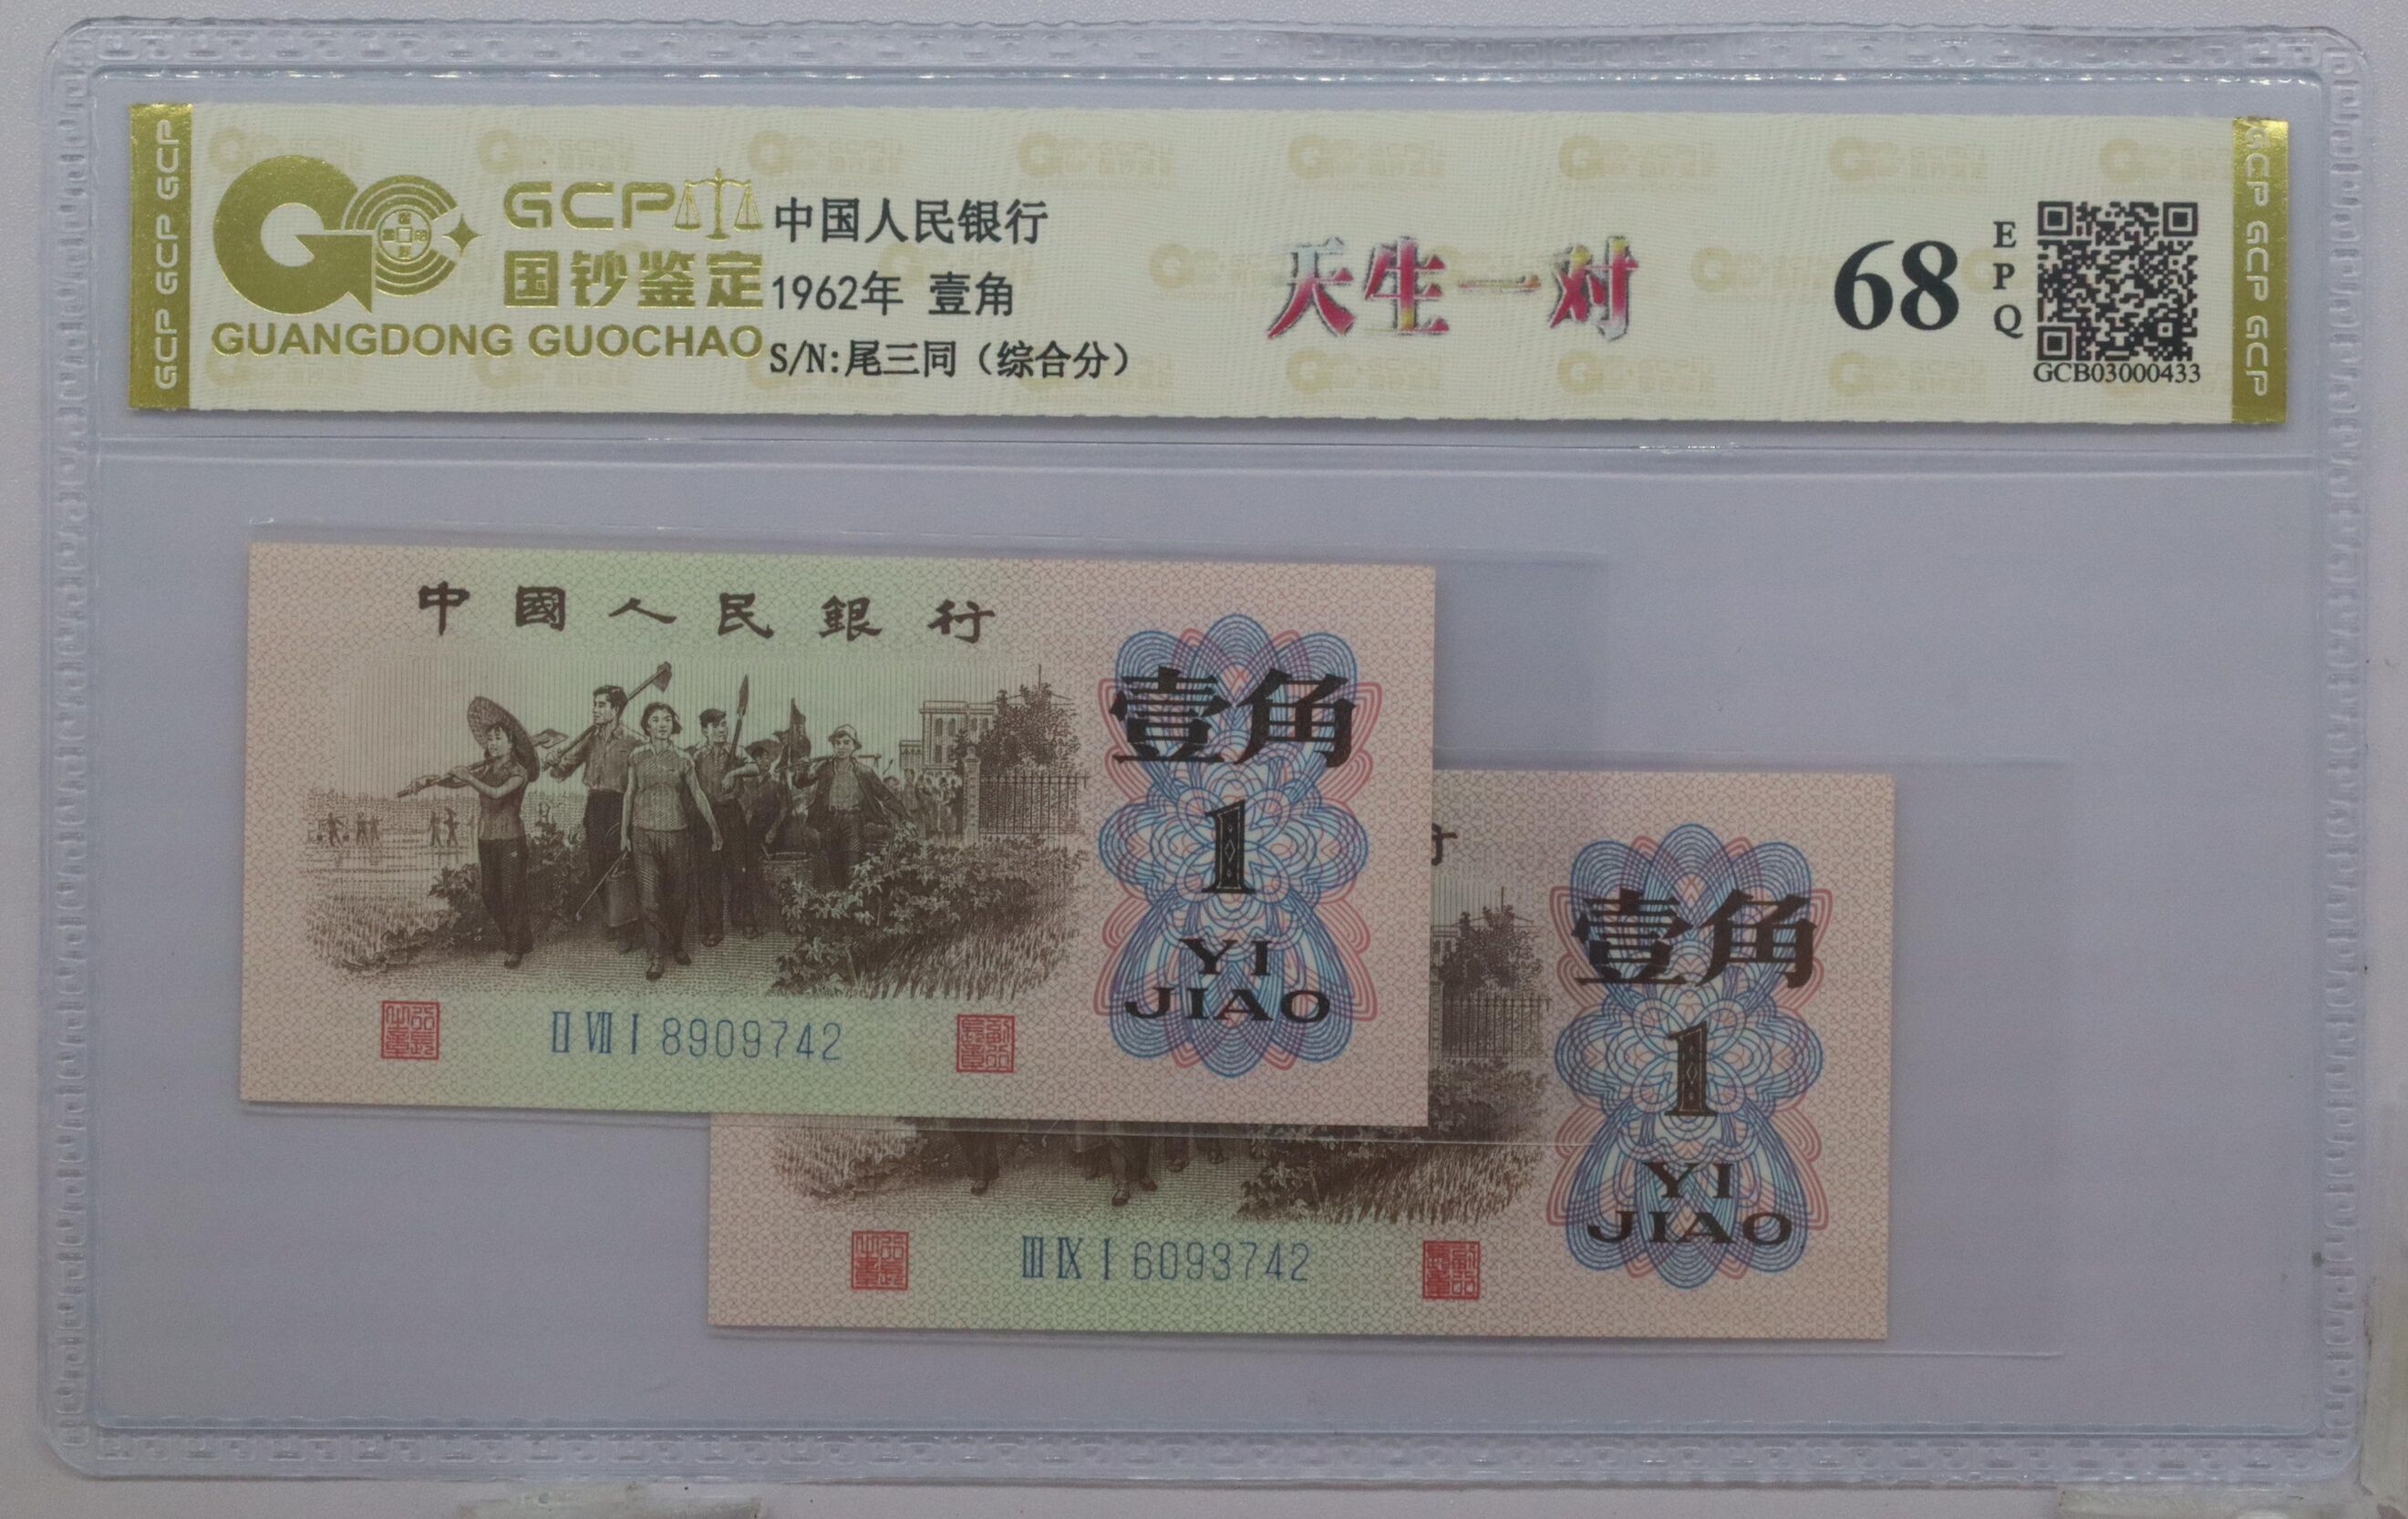 GCP GCP GCP
GCP
国钞鉴定
GUANGDONG GUOCHAO
中国人民银行
1962年 壹角
S/N:尾三同（综合分）
天生一对
68
EPQ
GCB03000433
GCP GCP GCP
中國人民銀行
壹角
1
YI
JIAO
II VII I 8909742
行
壹角
1
YI
JIAO
III IX I 6093742